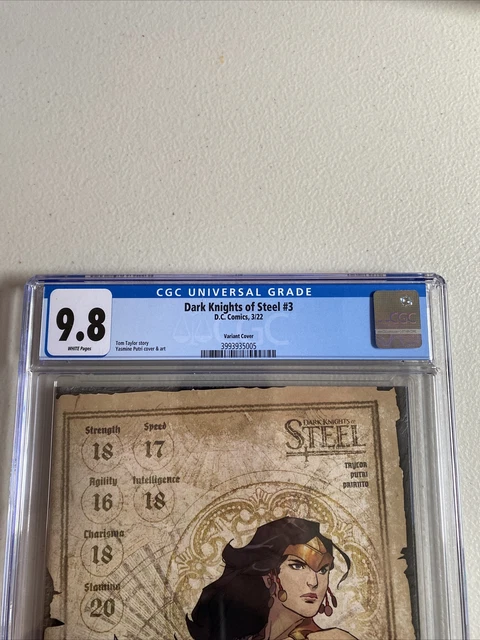 CGC UNIVERSAL GRADE
9.8
WHITE Pages
Dark Knights of Steel #3
D.C. Comics, 3/22
Variant Cover
Tom Taylor story
Yasmine Putri cover & art
3993935005
CGC
Strength
18
Speed
17
Agility
16
Intelligence
18
Charisma
18
Stamina
20
DARK KNIGHTS OF
STEEL
TAYLOR
PUTRI
PRIANTO